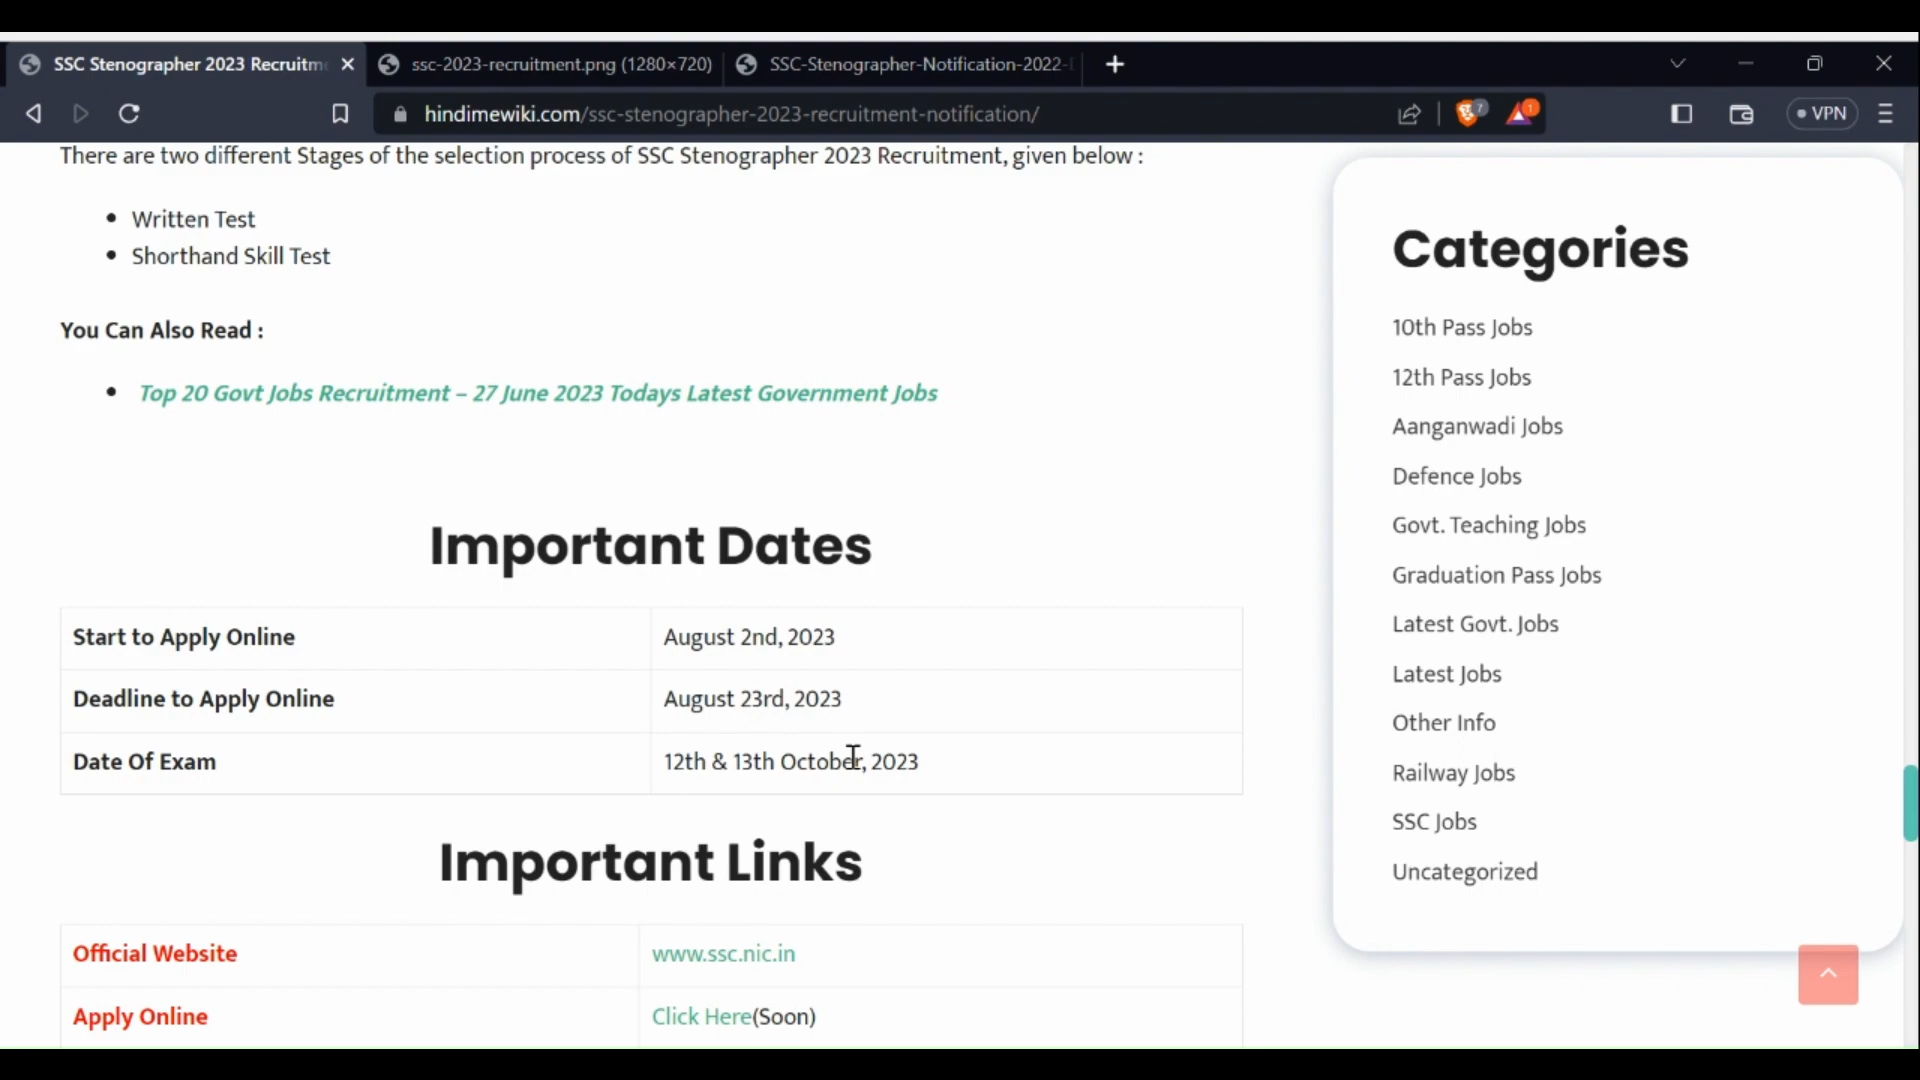 SSC Stenographer 2023 Recruitm
ssc-2023-recruitment.png (1280×720)
SSC-Stenographer-Notification-2022-
hindimewiki.com/ssc-stenographer-2023-recruitment-notification/
7
1
VPN
There are two different Stages of the selection process of SSC Stenographer 2023 Recruitment, given below :
• Written Test
• Shorthand Skill Test
You Can Also Read :
• Top 20 Govt Jobs Recruitment – 27 June 2023 Todays Latest Government Jobs
Important Dates
Start to Apply Online August 2nd, 2023
Deadline to Apply Online August 23rd, 2023
Date Of Exam 12th & 13th October, 2023
Important Links
Official Website www.ssc.nic.in
Apply Online Click Here(Soon)
Categories
10th Pass Jobs
12th Pass Jobs
Aanganwadi Jobs
Defence Jobs
Govt. Teaching Jobs
Graduation Pass Jobs
Latest Govt. Jobs
Latest Jobs
Other Info
Railway Jobs
SSC Jobs
Uncategorized